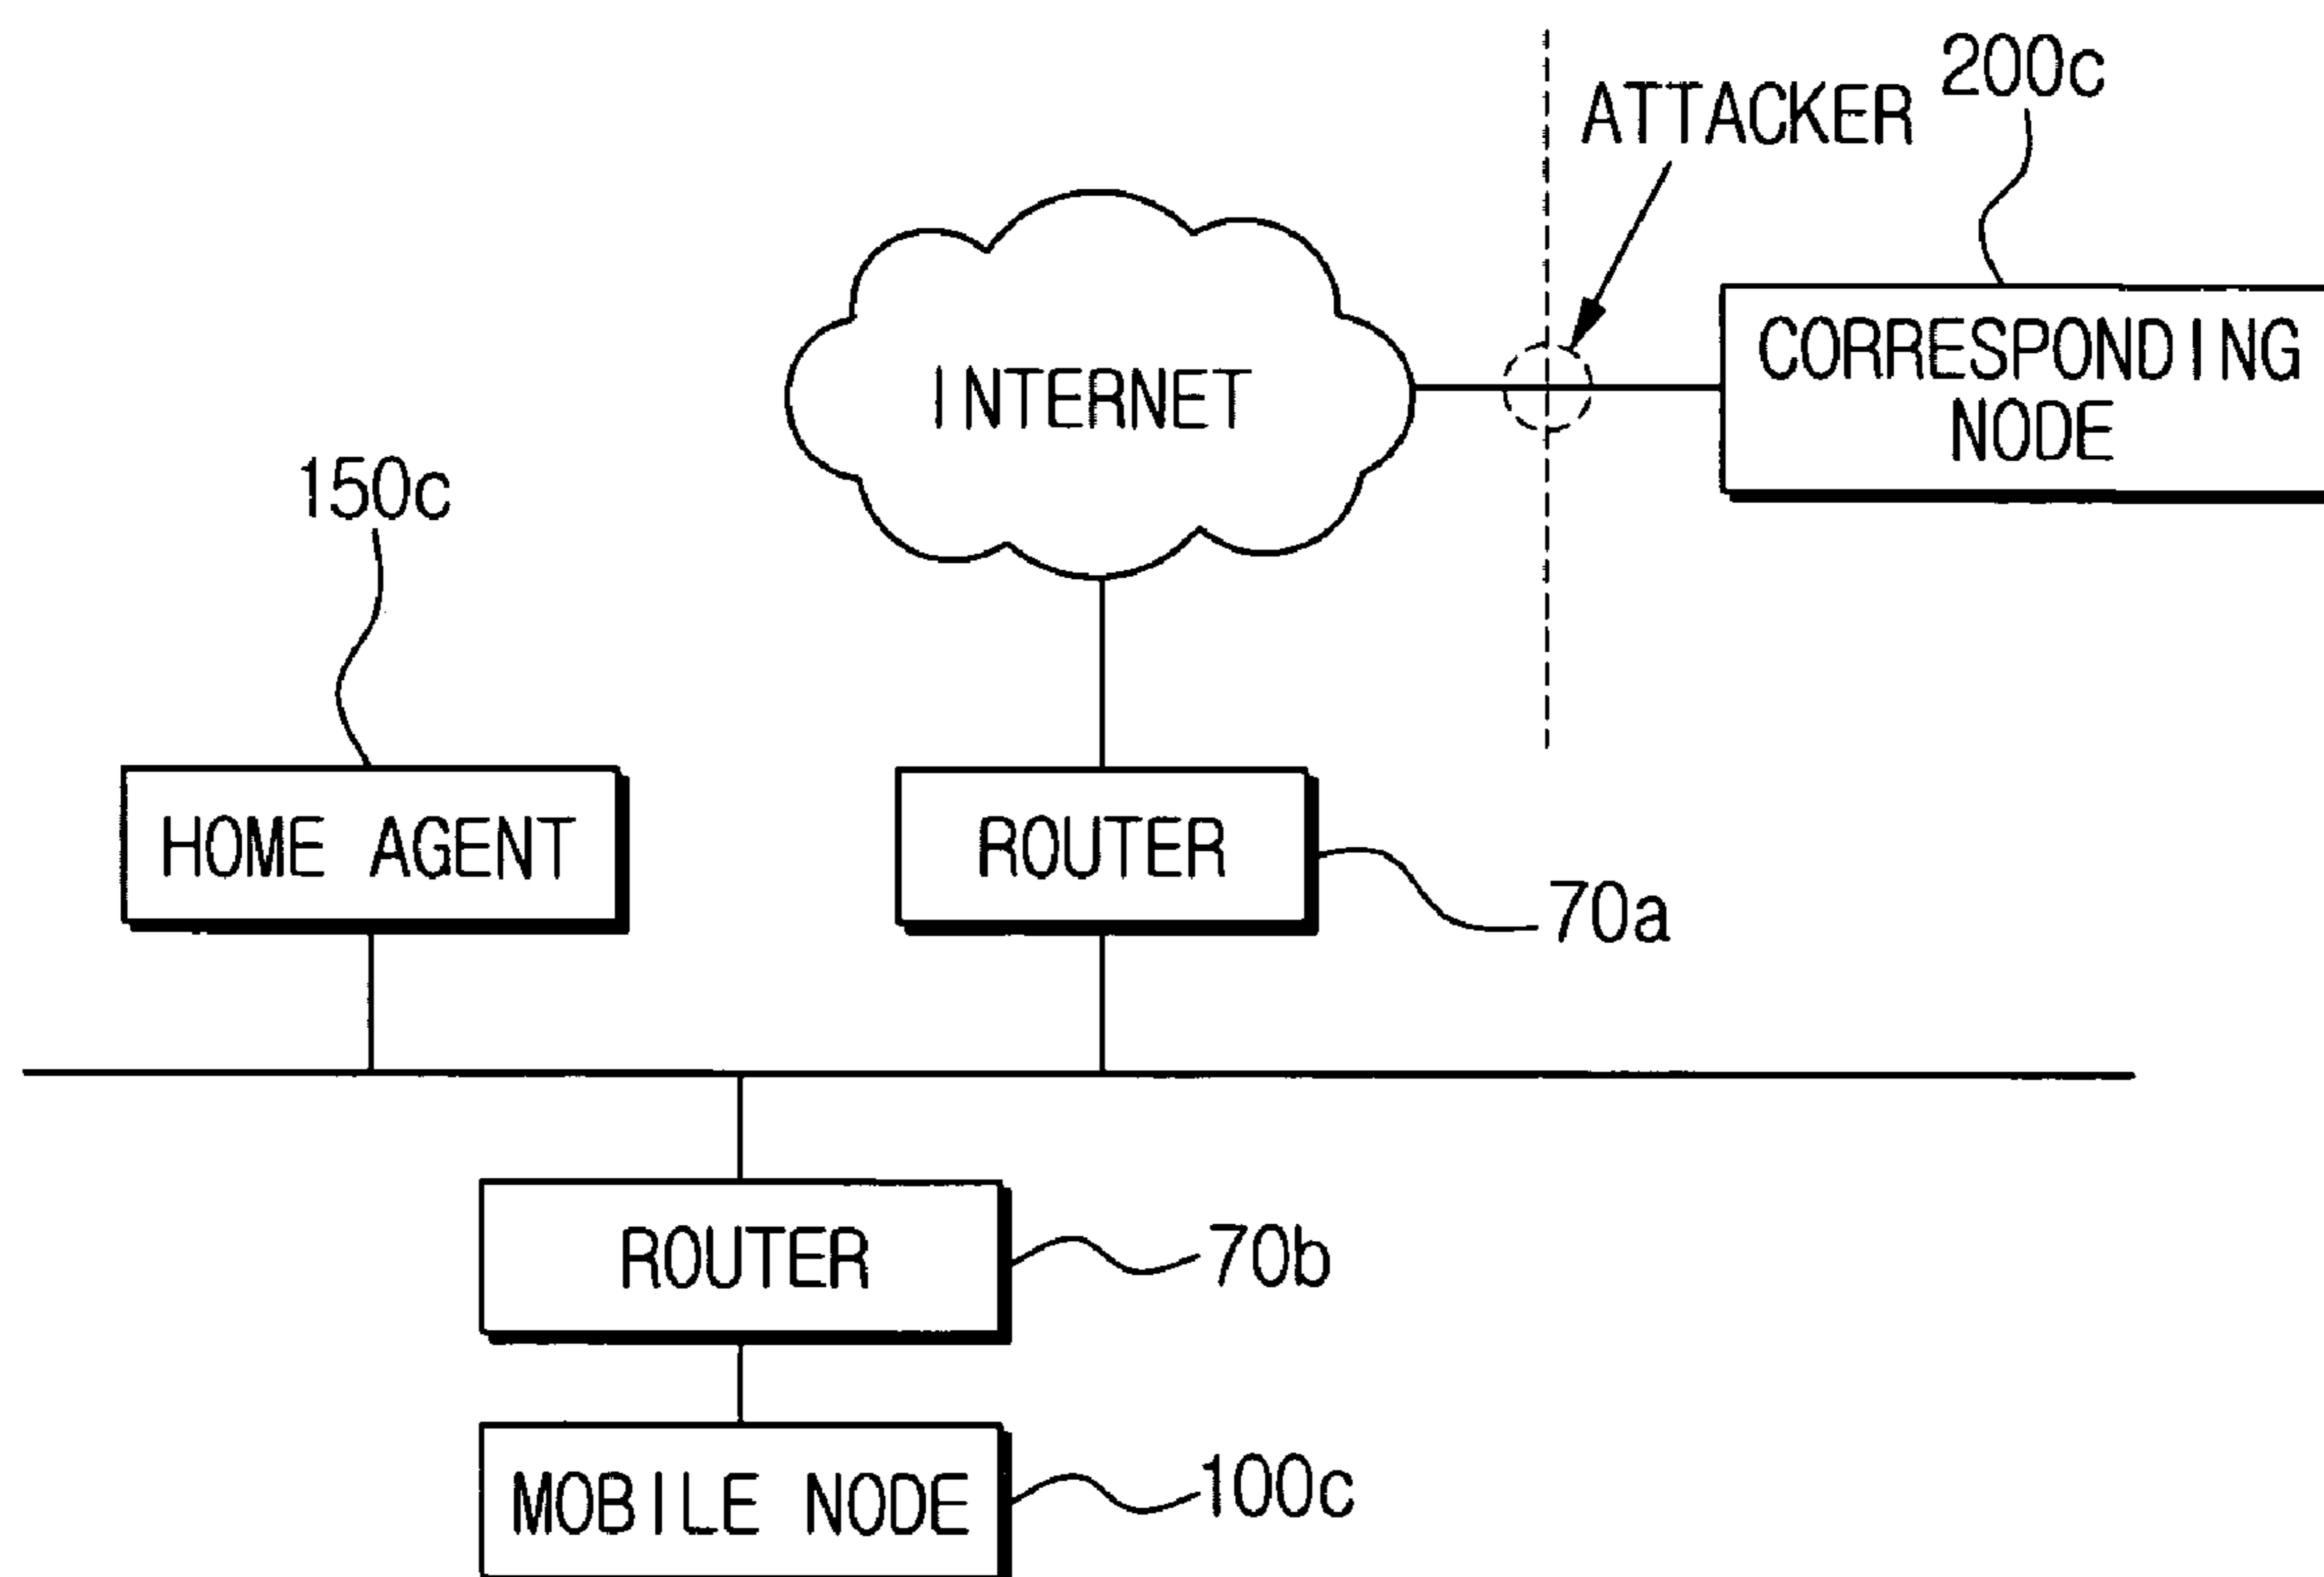 200c
ATTACKER
INTERNET
CORRESPONDING
NODE
150c
HOME AGENT
ROUTER
70a
ROUTER
70b
MOBILE NODE
100c